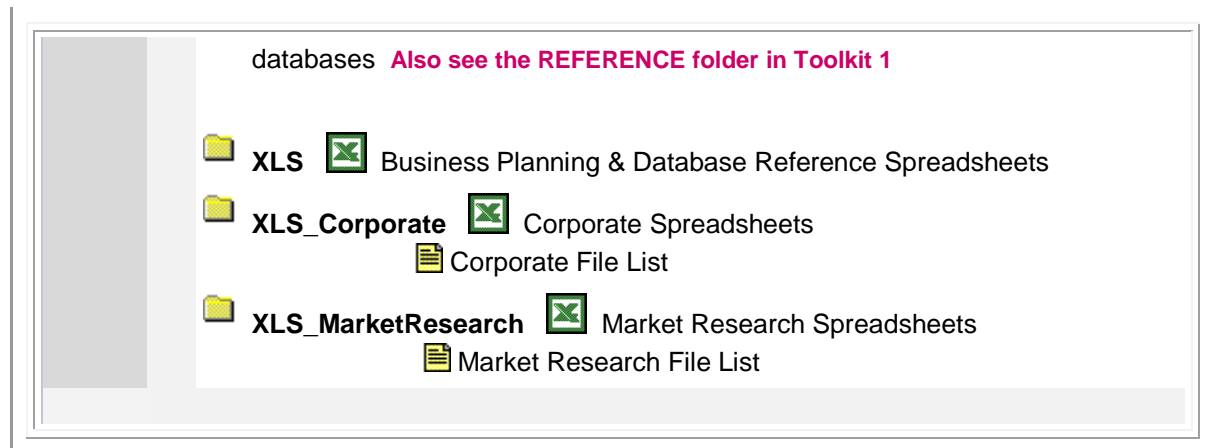 databases Also see the REFERENCE folder in Toolkit 1
XLS Business Planning & Database Reference Spreadsheets
XLS_Corporate Corporate Spreadsheets
Corporate File List
XLS_MarketResearch Market Research Spreadsheets
Market Research File List